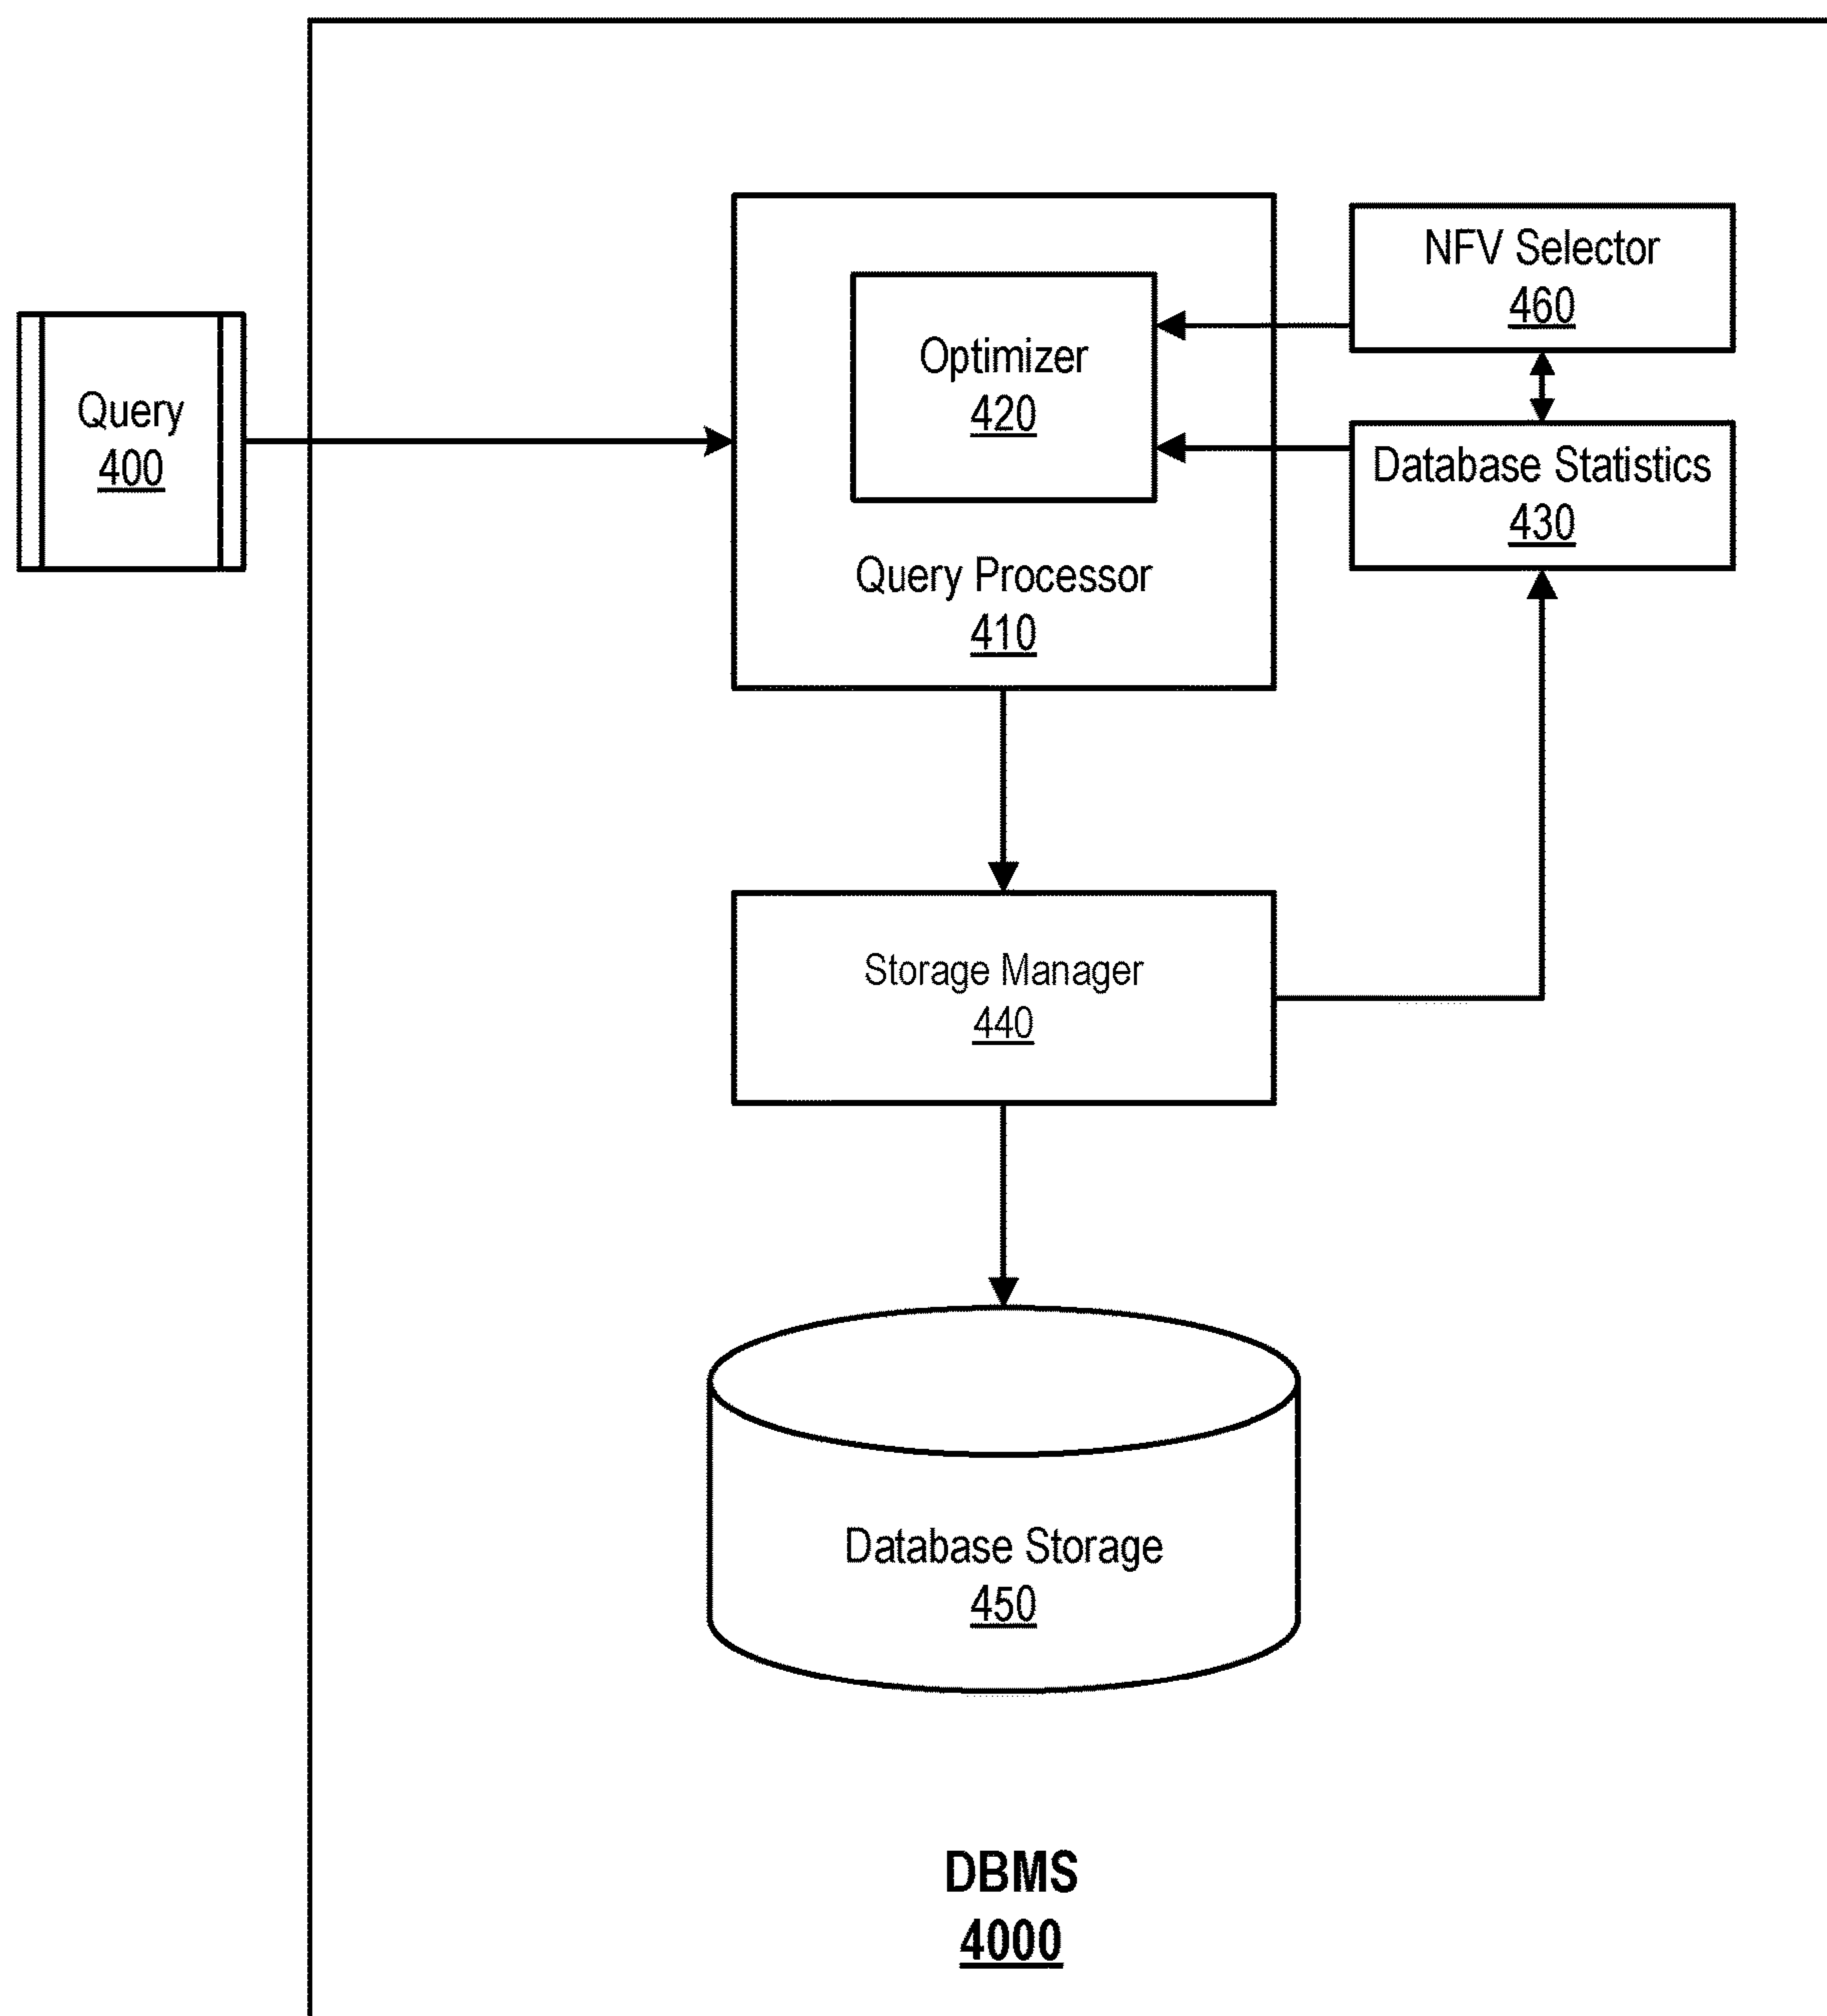 NFV Selector
460
Optimizer
420
Query
400
Database Statistics
430
Query Processor
410
Storage Manager
440
Database Storage
450
DBMS
4000